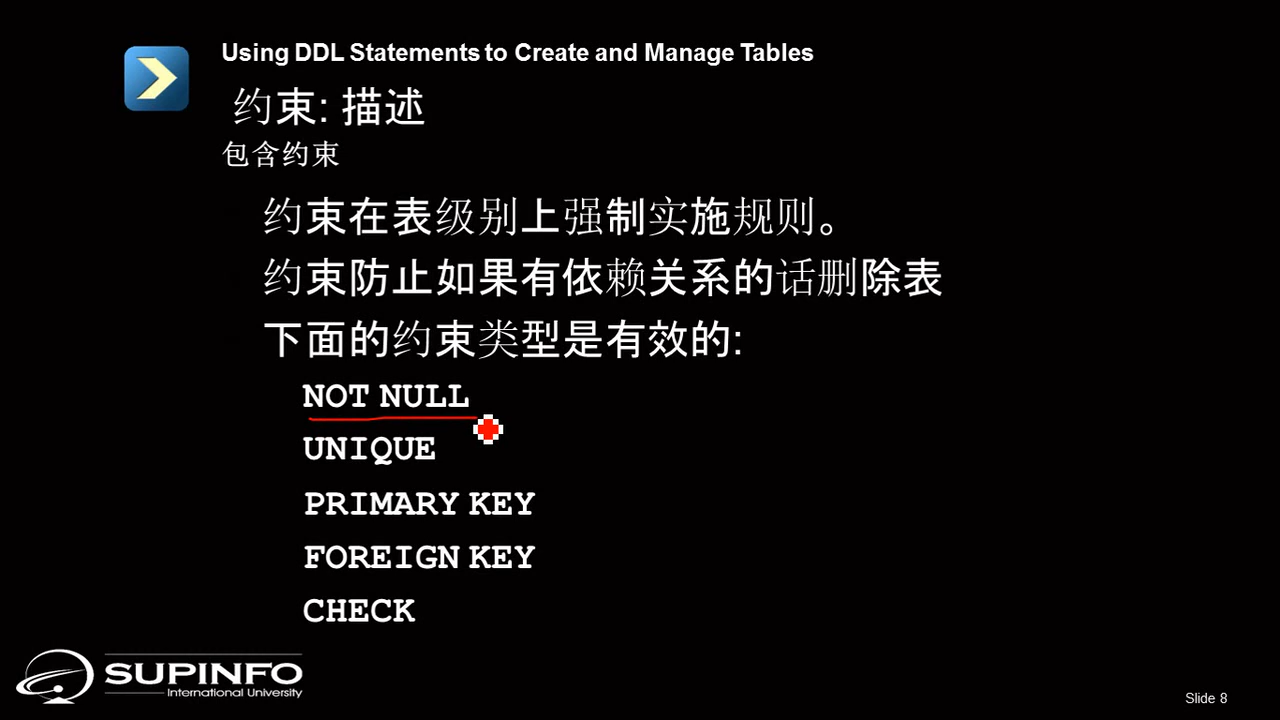 Using DDL Statements to Create and Manage Tables
约束: 描述
包含约束
约束在表级别上强制实施规则。
约束防止如果有依赖关系的话删除表
下面的约束类型是有效的:
NOT NULL
UNIQUE
PRIMARY KEY
FOREIGN KEY
CHECK
SUPINFO
International University
Slide 8